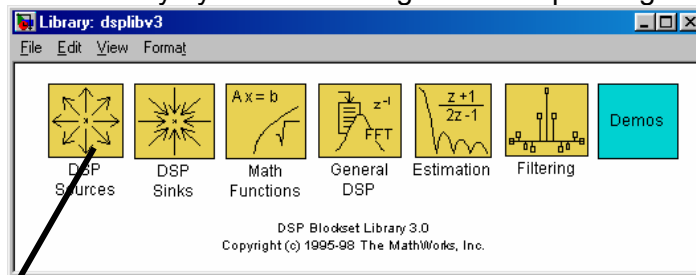 Library: dsplibv3
File Edit View Format
Ax = b
z-1
FFT
z+1
2z-1
Demos
DSP Sources
DSP Sinks
Math Functions
General DSP
Estimation
Filtering
DSP Blockset Library 3.0
Copyright (c) 1995-98 The MathWorks, Inc.